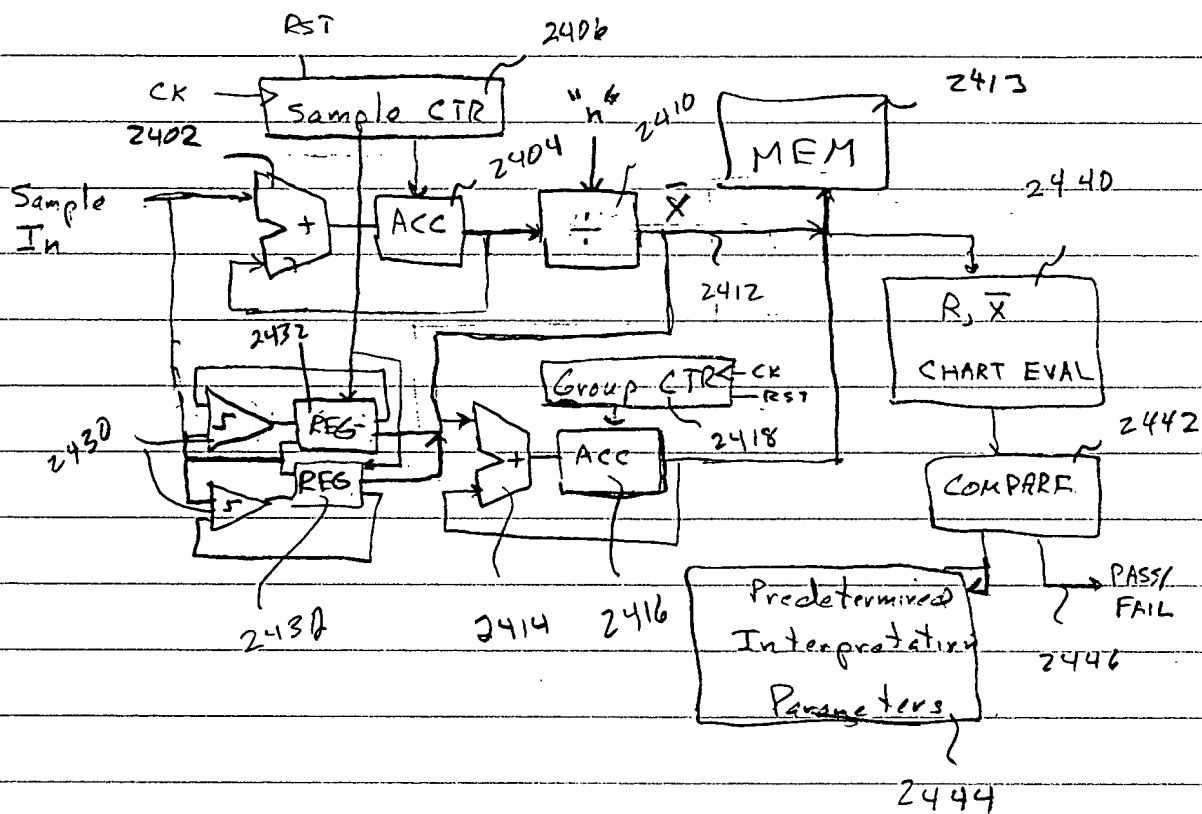 RST
2406
CK
Sample CTR
2402
"n"
2410
2413
MEM
2404
Sample
In
+
ACC
÷
X̄
2440
2412
R, X̄
CHART EVAL
2432
Group CTR
CK
RST
2418
REG
2430
REG
+
ACC
2442
COMPARE
2432
2414
2416
Predetermined
Interpretation
Parameters
PASS/
FAIL
2446
2444